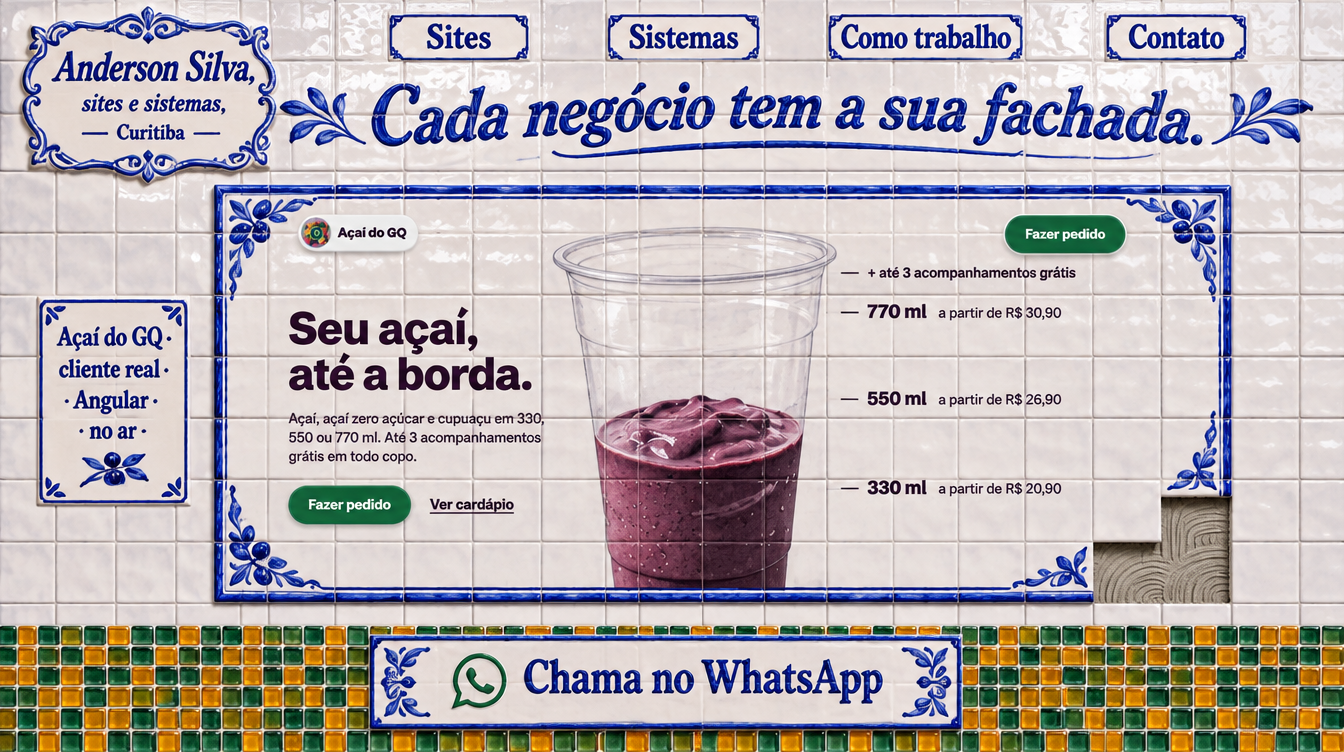 Anderson Silva,
sites e sistemas,
— Curitiba —
Sites
Sistemas
Como trabalho
Contato
Cada negócio tem a sua fachada.
Açaí do GQ ·
cliente real ·
· Angular ·
· no ar ·
Açaí do GQ
Fazer pedido
Seu açaí,
até a borda.
Açaí, açaí zero açúcar e cupuaçu em 330,
550 ou 770 ml. Até 3 acompanhamentos
grátis em todo copo.
Fazer pedido
Ver cardápio
— + até 3 acompanhamentos grátis
— 770 ml a partir de R$ 30,90
— 550 ml a partir de R$ 26,90
— 330 ml a partir de R$ 20,90
Chama no WhatsApp